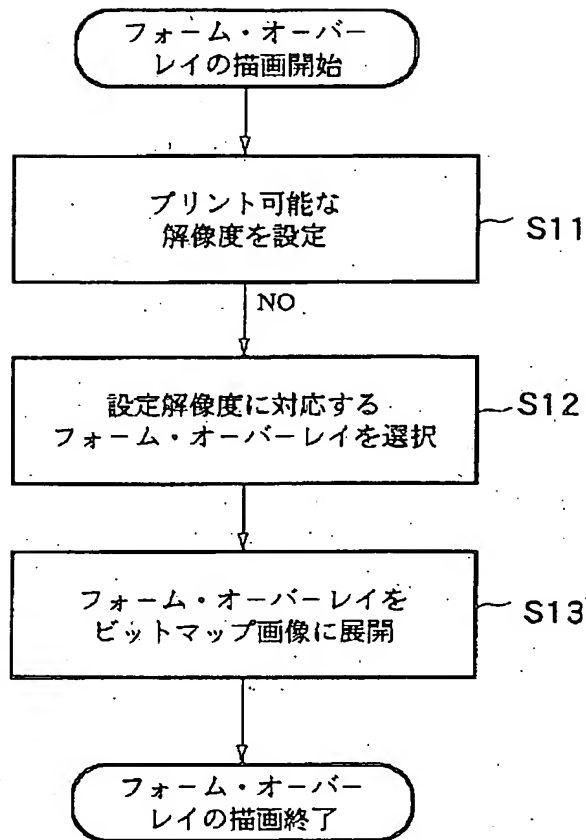 フォーム・オーバー
レイの描画開始
プリント可能な
解像度を設定
S11
NO
設定解像度に対応する
フォーム・オーバーレイを選択
S12
フォーム・オーバーレイを
ビットマップ画像に展開
S13
フォーム・オーバー
レイの描画終了